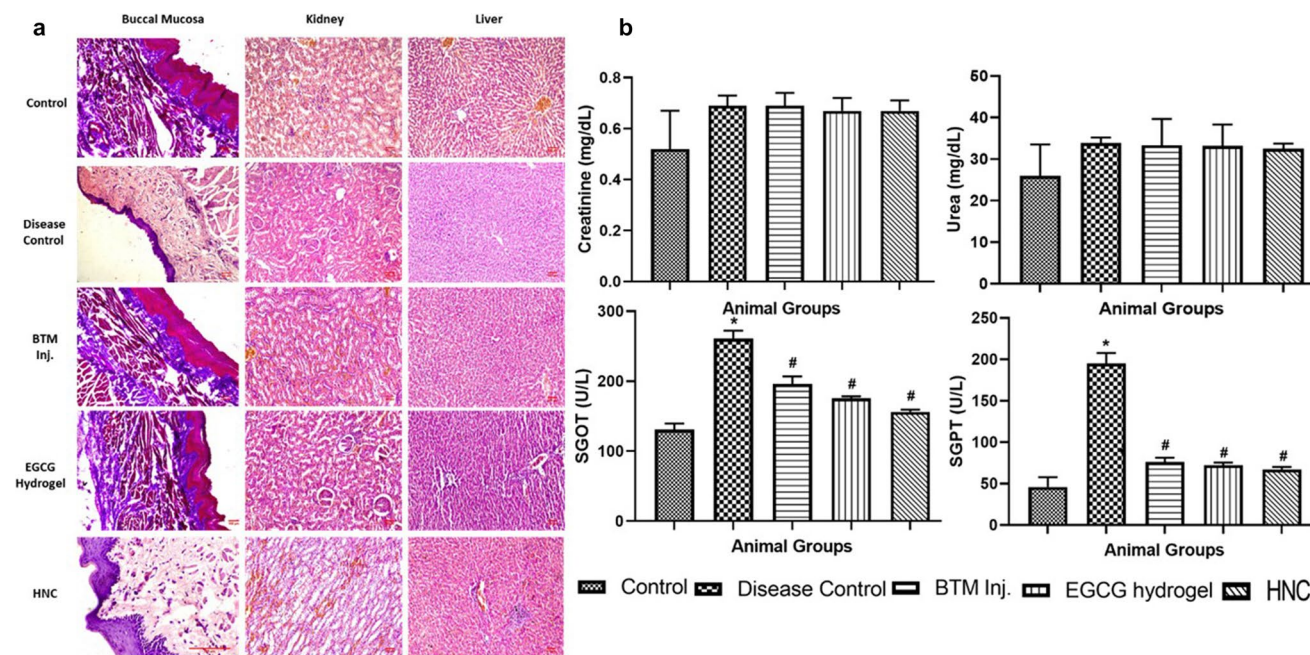 a
Buccal Mucosa
Kidney
Liver
Control
Disease
Control
BTM
Inj.
EGCG
Hydrogel
HNC
b
Creatinine (mg/dL)
1.0
0.8
0.6
0.4
0.2
0.0
Animal Groups
Urea (mg/dL)
50
40
30
20
10
0
Animal Groups
SGOT (U/L)
300
200
100
0
*
#
#
#
Animal Groups
SGPT (U/L)
250
200
150
100
50
0
*
#
#
#
Animal Groups
Control
Disease Control
BTM Inj.
EGCG hydrogel
HNC